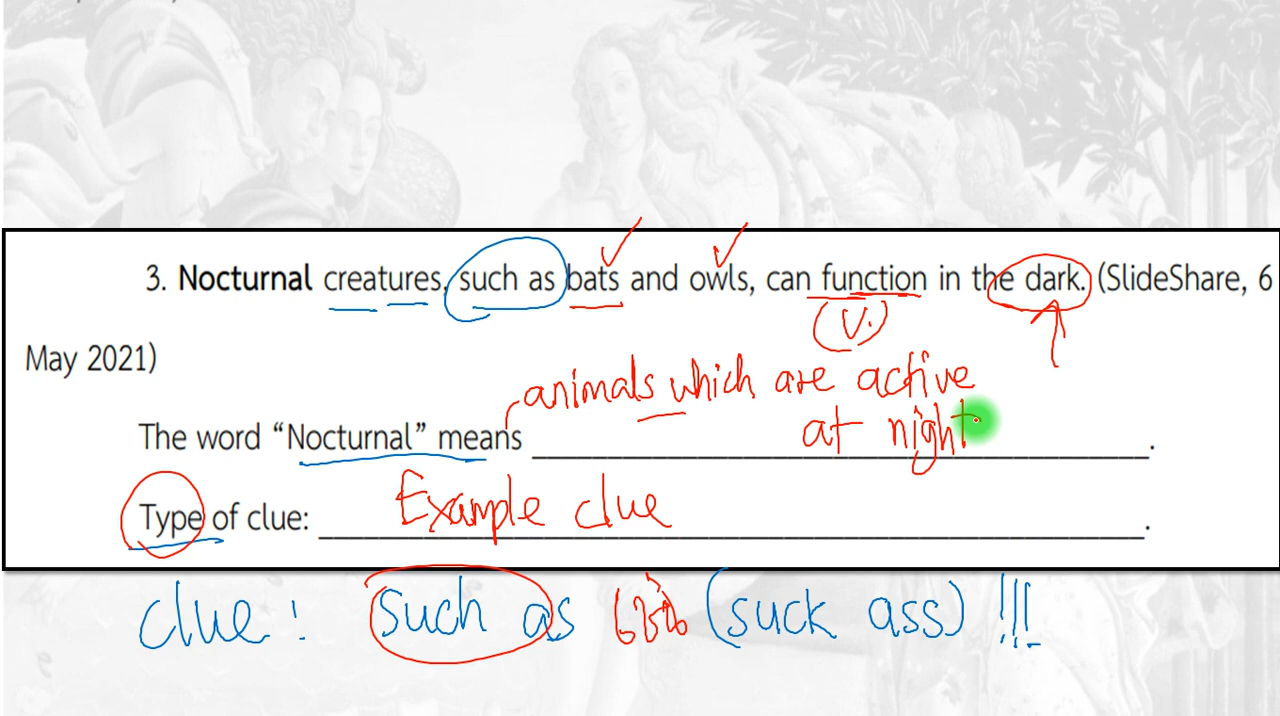 3. Nocturnal creatures, such as bats and owls, can function in the dark. (SlideShare, 6
(v.)
May 2021)
animals which are active
at night
The word “Nocturnal” means ______.
Type of clue: Example clue.
clue: such as (suck ass) !!!